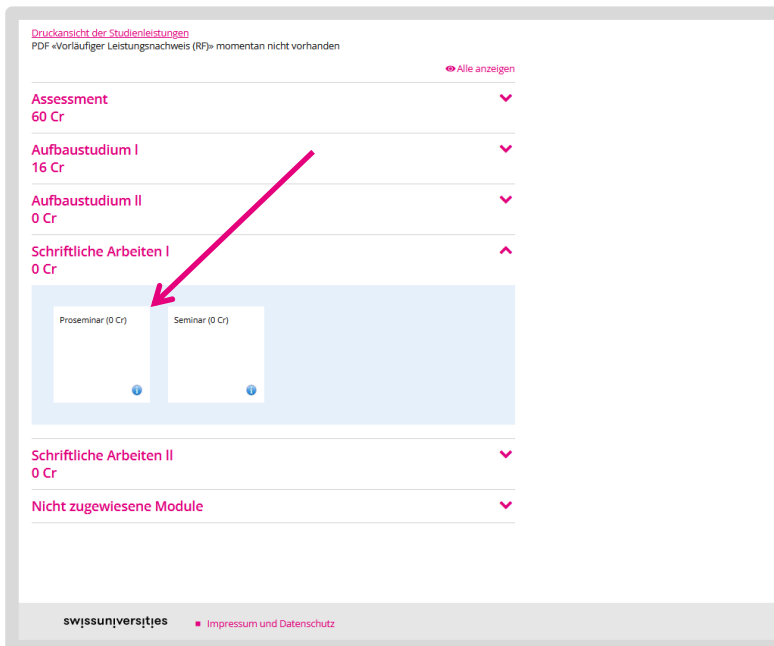 Druckansicht der Studienleistungen
PDF «Vorläufiger Leistungsnachweis (RF)» momentan nicht vorhanden
Alle anzeigen
Assessment
60 Cr
Aufbaustudium I
16 Cr
Aufbaustudium II
0 Cr
Schriftliche Arbeiten I
0 Cr
Proseminar (0 Cr) Seminar (0 Cr)
Schriftliche Arbeiten II
0 Cr
Nicht zugewiesene Module
swissuniversities Impressum und Datenschutz